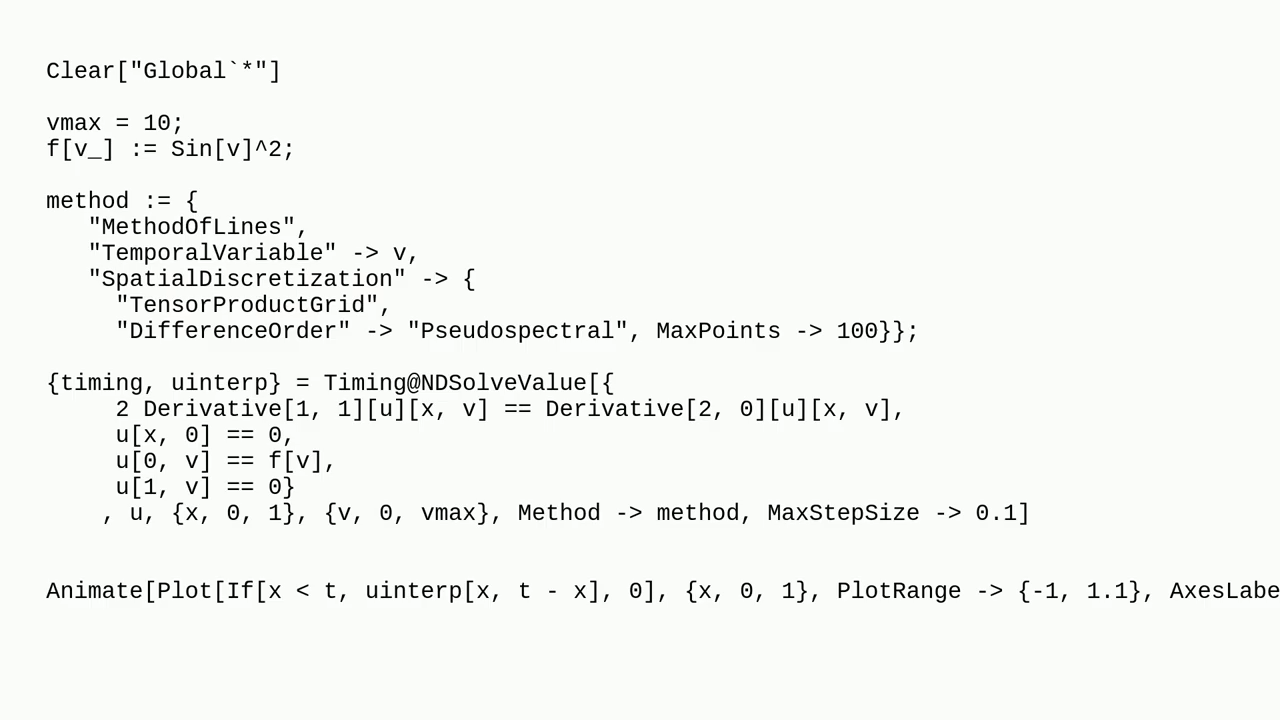 Clear["Global`*"]
vmax = 10;
f[v_] := Sin[v]^2;
method := {
"MethodOfLines",
"TemporalVariable" -> v,
"SpatialDiscretization" -> {
"TensorProductGrid",
"DifferenceOrder" -> "Pseudospectral", MaxPoints -> 100}};
{timing, uinterp} = Timing@NDSolveValue[{
2 Derivative[1, 1][u][x, v] == Derivative[2, 0][u][x, v],
u[x, 0] == 0,
u[0, v] == f[v],
u[1, v] == 0}
, u, {x, 0, 1}, {v, 0, vmax}, Method -> method, MaxStepSize -> 0.1]
Animate[Plot[If[x < t, uinterp[x, t - x], 0], {x, 0, 1}, PlotRange -> {-1, 1.1}, AxesLabe